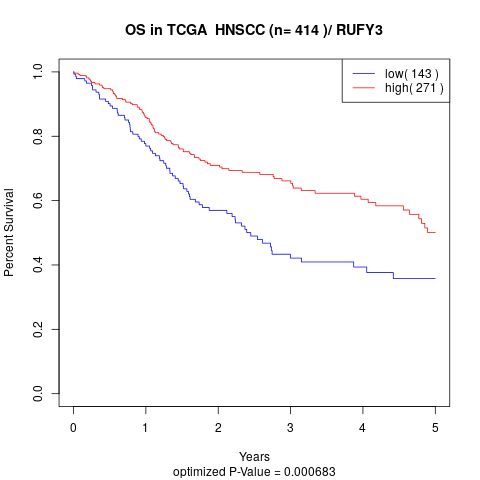 OS in TCGA  HNSCC (n= 414 )/ RUFY3
low( 143 )
high( 271 )
Percent Survival
1.0
0.8
0.6
0.4
0.2
0.0
0 1 2 3 4 5
Years
optimized P-Value = 0.000683